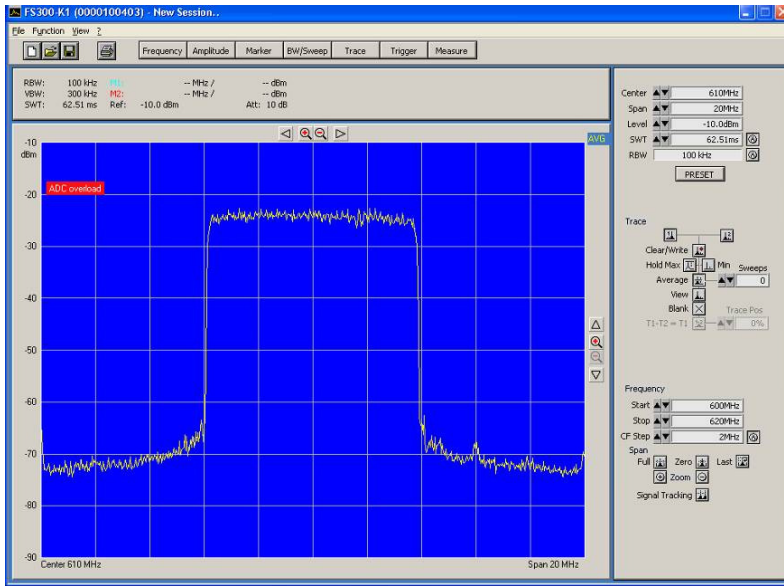 FS300-K1 (0000100403) - New Session..
File Function View ?
Frequency Amplitude Marker BW/Sweep Trace Trigger Measure
RBW: 100 kHz M1: -- MHz / -- dBm
VBW: 300 kHz M2: -- MHz / -- dBm
SWT: 62.51 ms Ref: -10.0 dBm Att: 10 dB
AVG
-10
dBm
ADC overload
-20
-30
-40
-50
-60
-70
-80
-90
Center 610 MHz Span 20 MHz
Center 610MHz
Span 20MHz
Level -10.0dBm
SWT 62.51ms
RBW 100 kHz
PRESET
Trace
Clear/Write
Hold Max Min Sweeps
Average 0
View
Blank Trace Pos
T1-T2 = T1 0%
Frequency
Start 600MHz
Stop 620MHz
CF Step 2MHz
Span
Full Zero Last
Zoom
Signal Tracking